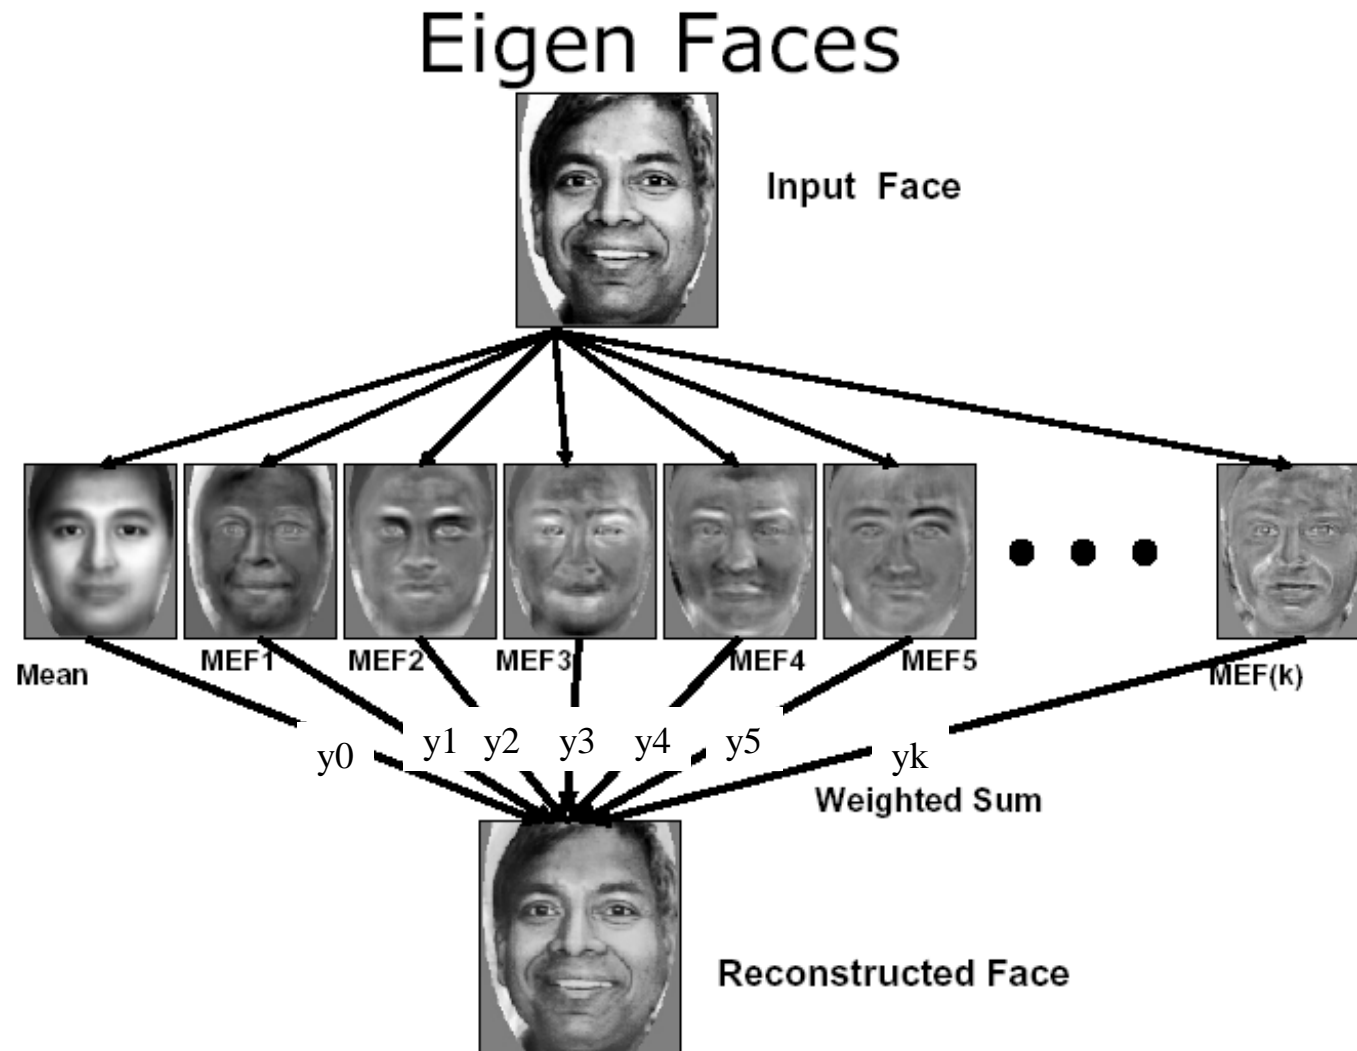 Eigen Faces
Input  Face
Mean
MEF1
MEF2
MEF3
MEF4
MEF5
MEF(k)
y0
y1
y2
y3
y4
y5
yk
Weighted Sum
Reconstructed Face